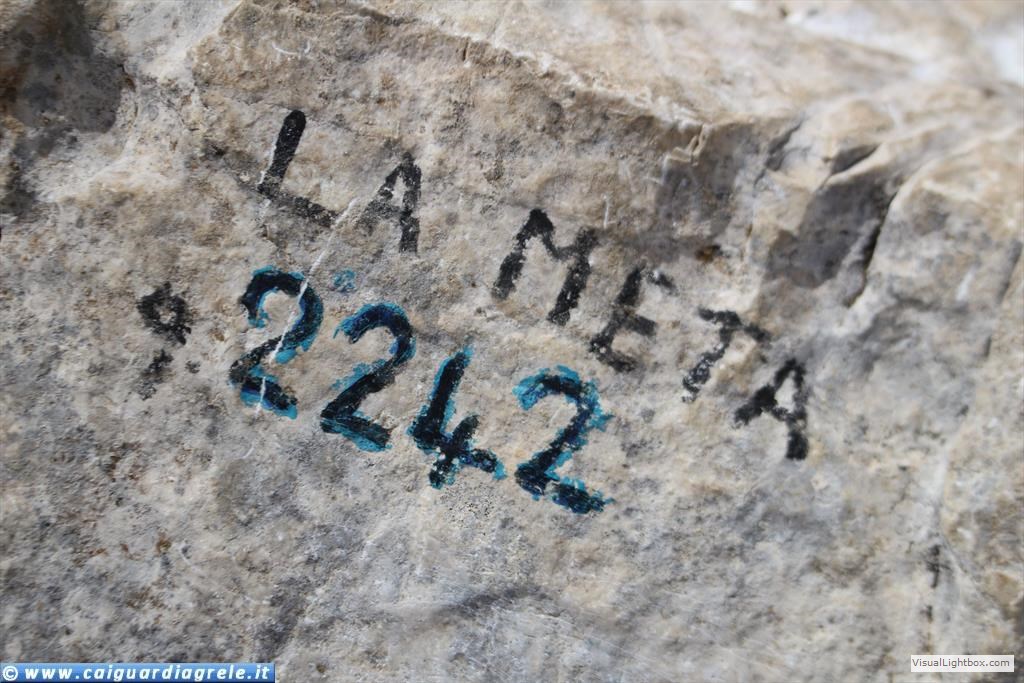 LA META
q. 2242
© www.caiguardiagrele.it
VisualLightbox.com